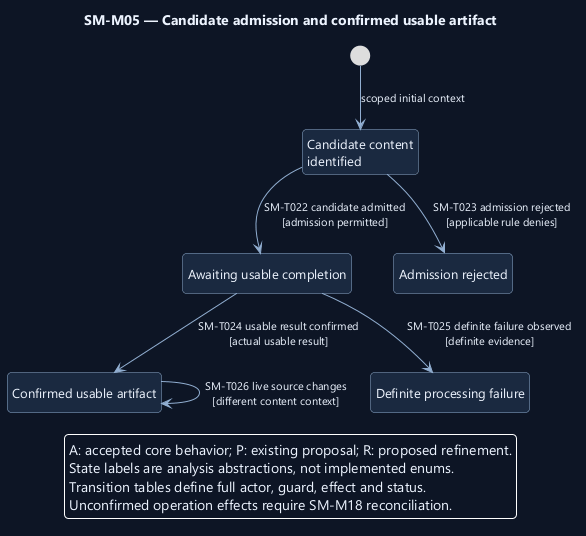 SM-M05 — Candidate admission and confirmed usable artifact
scoped initial context
Candidate content
identified
SM-T022 candidate admitted
[admission permitted]
SM-T023 admission rejected
[applicable rule denies]
Awaiting usable completion
Admission rejected
SM-T024 usable result confirmed
[actual usable result]
SM-T025 definite failure observed
[definite evidence]
Confirmed usable artifact
SM-T026 live source changes
[different content context]
Definite processing failure
A: accepted core behavior; P: existing proposal; R: proposed refinement.
State labels are analysis abstractions, not implemented enums.
Transition tables define full actor, guard, effect and status.
Unconfirmed operation effects require SM-M18 reconciliation.